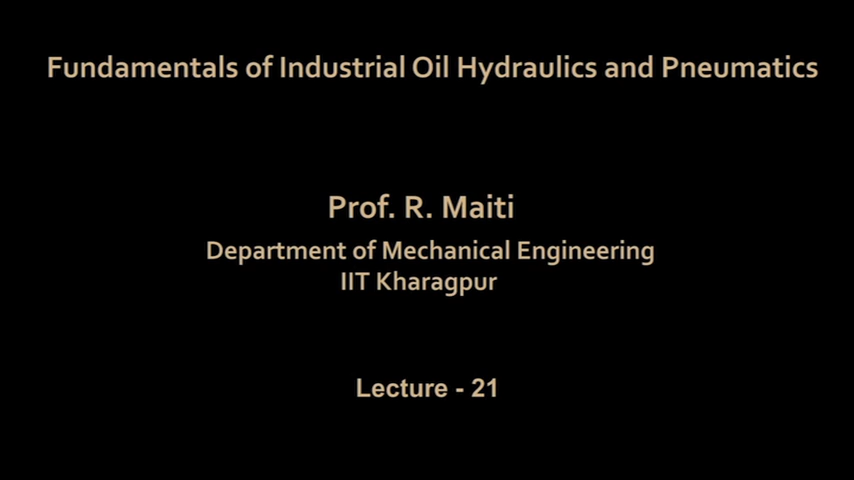 Fundamentals of Industrial Oil Hydraulics and Pneumatics
Prof. R. Maiti
Department of Mechanical Engineering
IIT Kharagpur
Lecture - 21